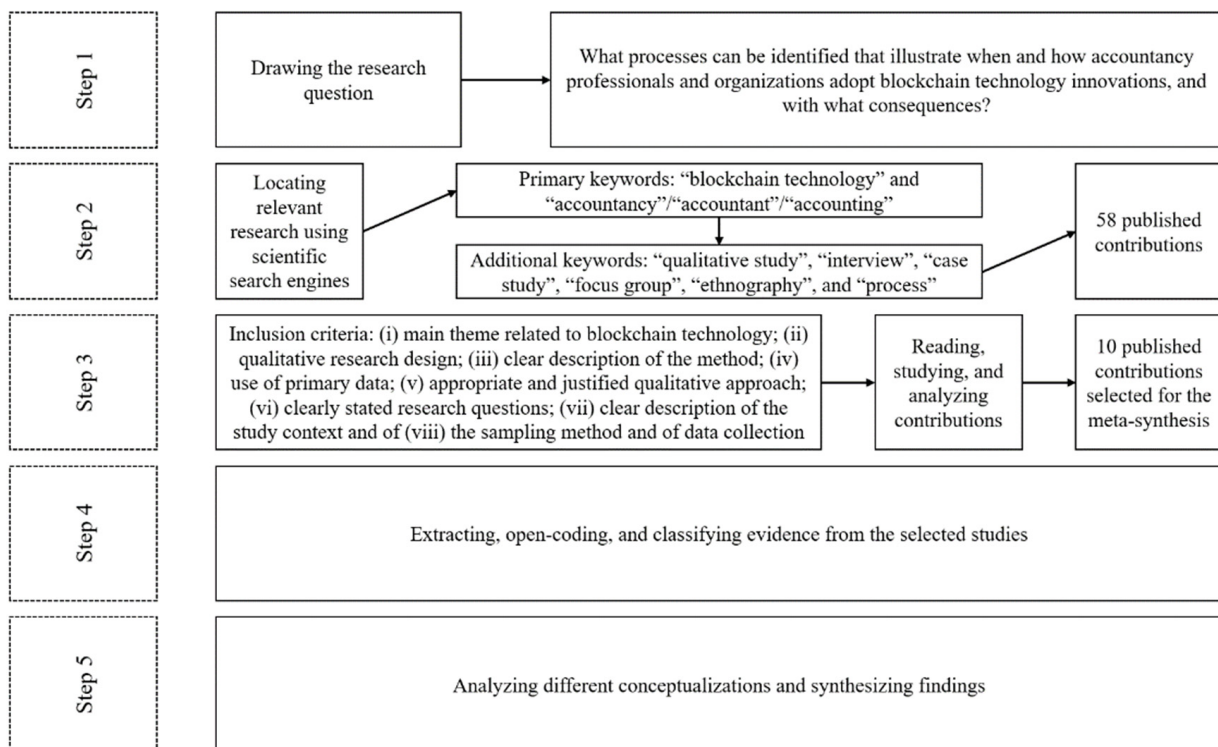 Step 1
Drawing the research
question
What processes can be identified that illustrate when and how accountancy
professionals and organizations adopt blockchain technology innovations, and
with what consequences?
Step 2
Locating
relevant
research using
scientific
search engines
Primary keywords: “blockchain technology” and
“accountancy”/“accountant”/“accounting”
Additional keywords: “qualitative study”, “interview”, “case
study”, “focus group”, “ethnography”, and “process”
58 published
contributions
Step 3
Inclusion criteria: (i) main theme related to blockchain technology; (ii)
qualitative research design; (iii) clear description of the method; (iv)
use of primary data; (v) appropriate and justified qualitative approach;
(vi) clearly stated research questions; (vii) clear description of the
study context and of (viii) the sampling method and of data collection
Reading,
studying, and
analyzing
contributions
10 published
contributions
selected for the
meta-synthesis
Step 4
Extracting, open-coding, and classifying evidence from the selected studies
Step 5
Analyzing different conceptualizations and synthesizing findings